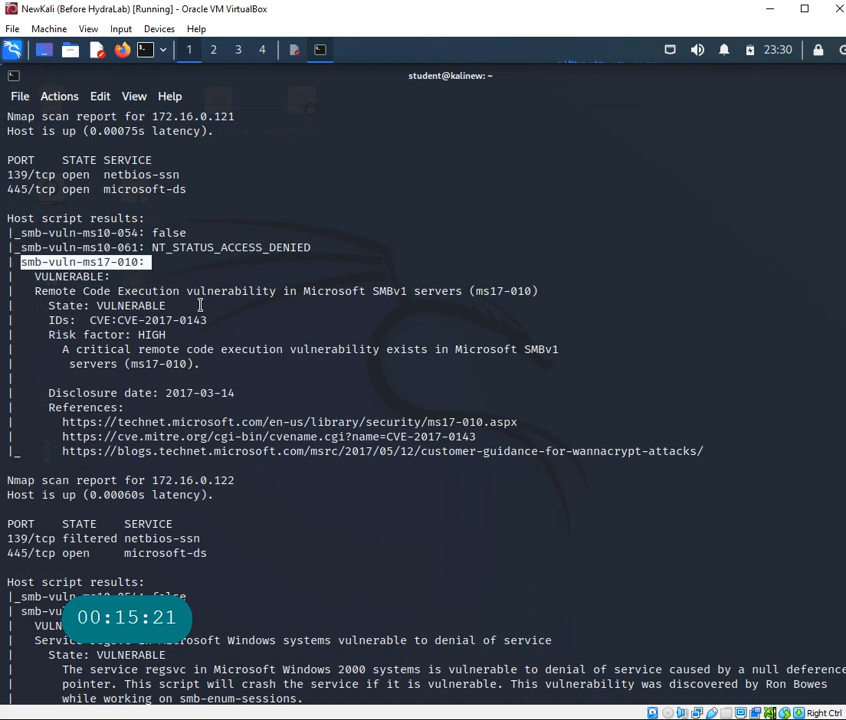 NewKali (Before HydraLab) [Running] - Oracle VM VirtualBox
File Machine View Input Devices Help
1 2 3 4 23:30
student@kalinew: ~
File Actions Edit View Help
Nmap scan report for 172.16.0.121
Host is up (0.00075s latency).
PORT STATE SERVICE
139/tcp open netbios-ssn
445/tcp open microsoft-ds
Host script results:
|_smb-vuln-ms10-054: false
|_smb-vuln-ms10-061: NT_STATUS_ACCESS_DENIED
| smb-vuln-ms17-010:
| VULNERABLE:
| Remote Code Execution vulnerability in Microsoft SMBv1 servers (ms17-010)
| State: VULNERABLE
| IDs: CVE:CVE-2017-0143
| Risk factor: HIGH
| A critical remote code execution vulnerability exists in Microsoft SMBv1
| servers (ms17-010).
|
| Disclosure date: 2017-03-14
| References:
| https://technet.microsoft.com/en-us/library/security/ms17-010.aspx
| https://cve.mitre.org/cgi-bin/cvename.cgi?name=CVE-2017-0143
|_ https://blogs.technet.microsoft.com/msrc/2017/05/12/customer-guidance-for-wannacrypt-attacks/
Nmap scan report for 172.16.0.122
Host is up (0.00060s latency).
PORT STATE SERVICE
139/tcp filtered netbios-ssn
445/tcp open microsoft-ds
Host script results:
|_smb-vuln-ms10-054: false
| smb-vu
00:15:21
| VULN
| Service regsvc in Microsoft Windows systems vulnerable to denial of service
| State: VULNERABLE
| The service regsvc in Microsoft Windows 2000 systems is vulnerable to denial of service caused by a null deference
| pointer. This script will crash the service if it is vulnerable. This vulnerability was discovered by Ron Bowes
| while working on smb-enum-sessions.
Right Ctrl